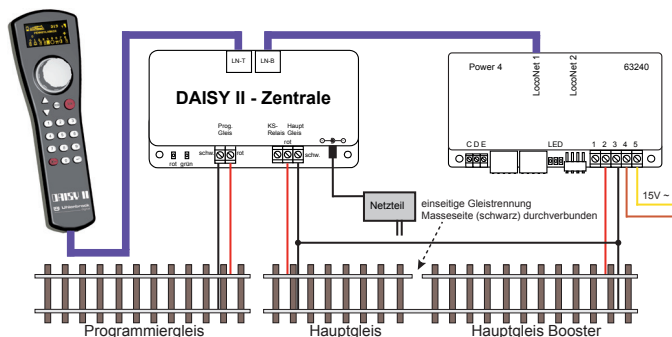 LN-T
LN-B
DAISY II - Zentrale
Prog.
Gleis
KS-
Relais
Haupt
Gleis
rot
schw.
rot
schw.
rot
grün
Power 4
LocoNet 1
LocoNet 2
63240
C D E
LED
1 2 3 4 5
15V ~
Netzteil
einseitige Gleistrennung
Masseseite (schwarz) durchverbunden
DAISY II
Programmiergleis
Hauptgleis
Hauptgleis Booster